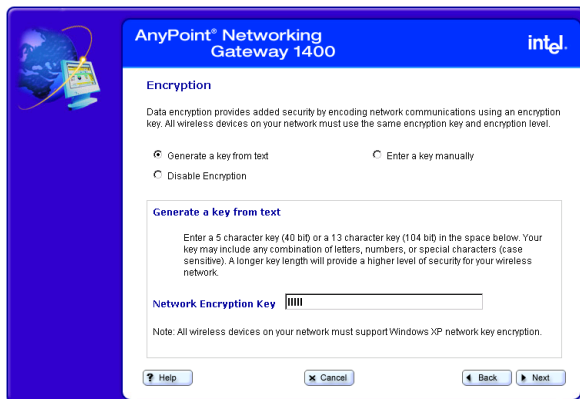 AnyPoint® Networking
Gateway 1400
intel.
Encryption
Data encryption provides added security by encoding network communications using an encryption
key. All wireless devices on your network must use the same encryption key and encryption level.
Generate a key from text
Enter a key manually
Disable Encryption
Generate a key from text
Enter a 5 character key (40 bit) or a 13 character key (104 bit) in the space below. Your
key may include any combination of letters, numbers, or special characters (case
sensitive). A longer key length will provide a higher level of security for your wireless
network.
Network Encryption Key
Note: All wireless devices on your network must support Windows XP network key encryption.
? Help
x Cancel
Back
Next